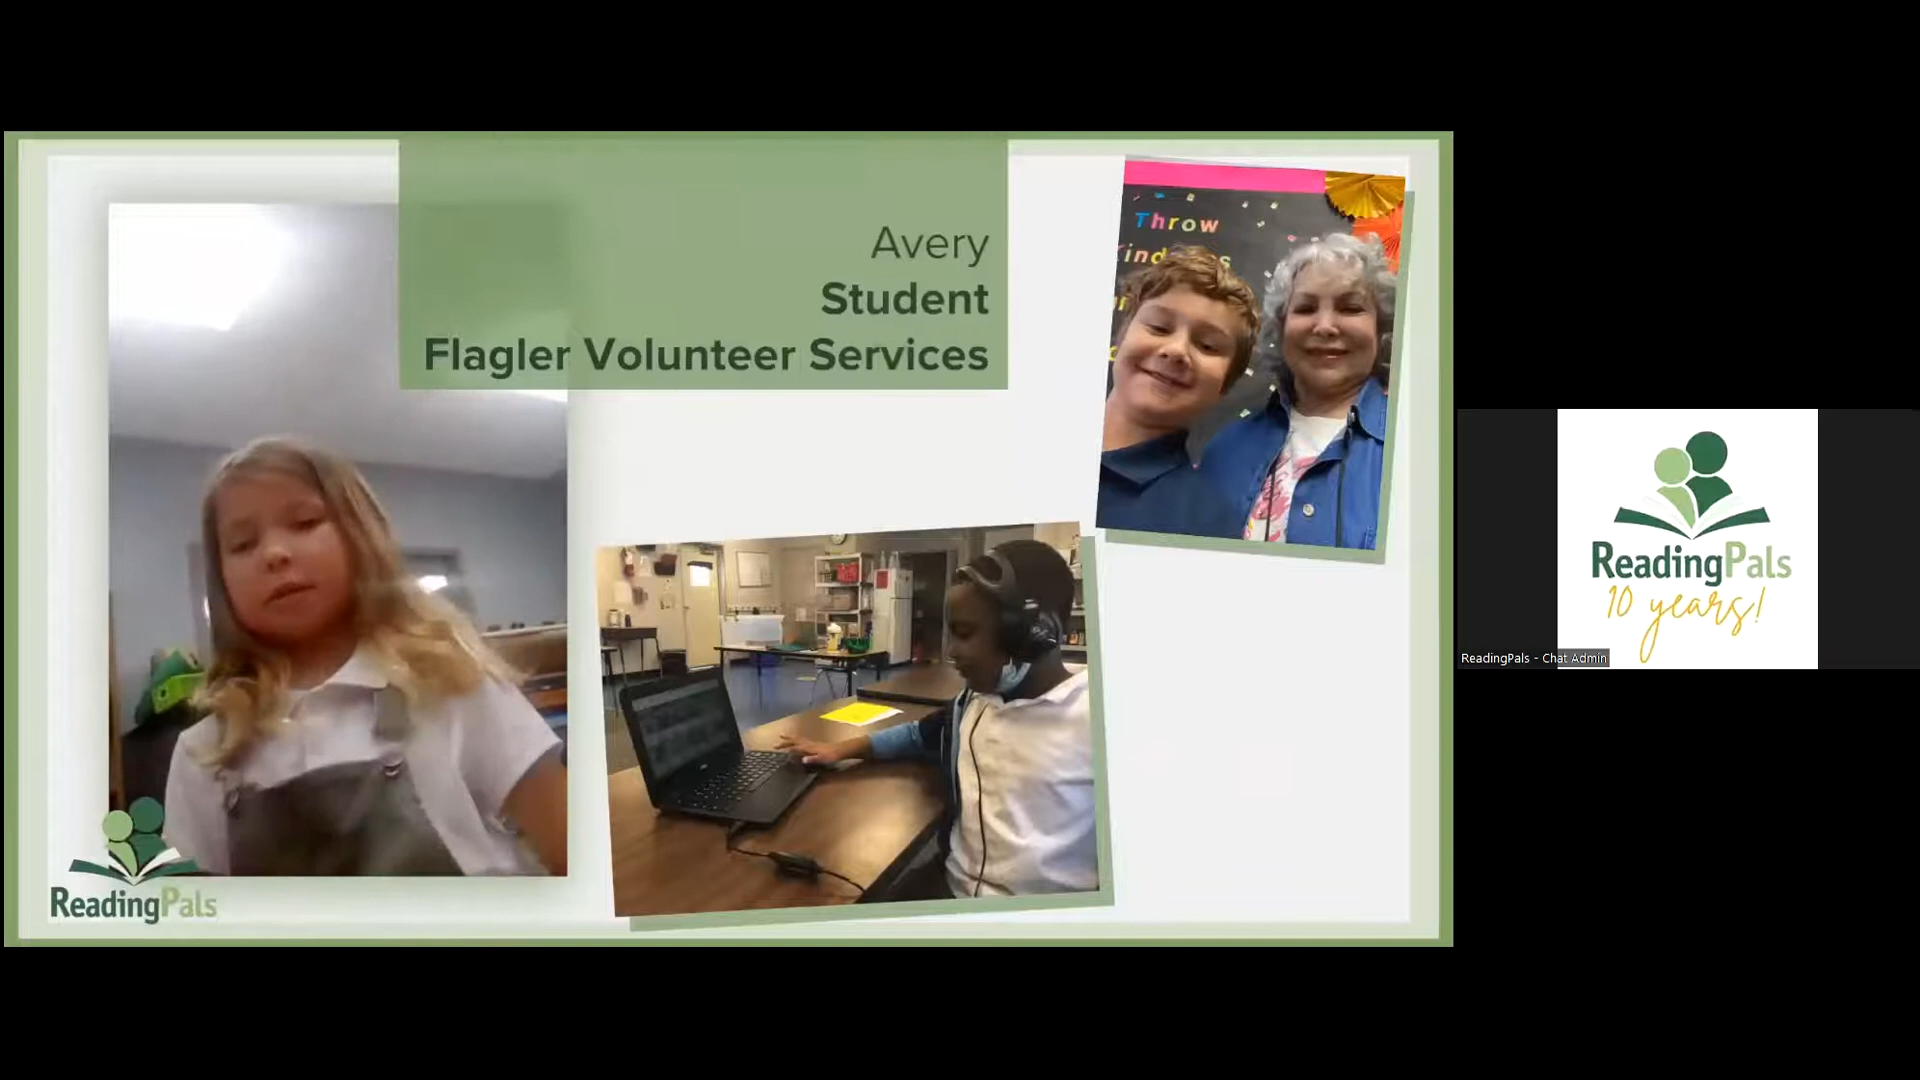 Avery
Student
Flagler Volunteer Services
Throw
ReadingPals
ReadingPals
10 years!
ReadingPals - Chat Admin